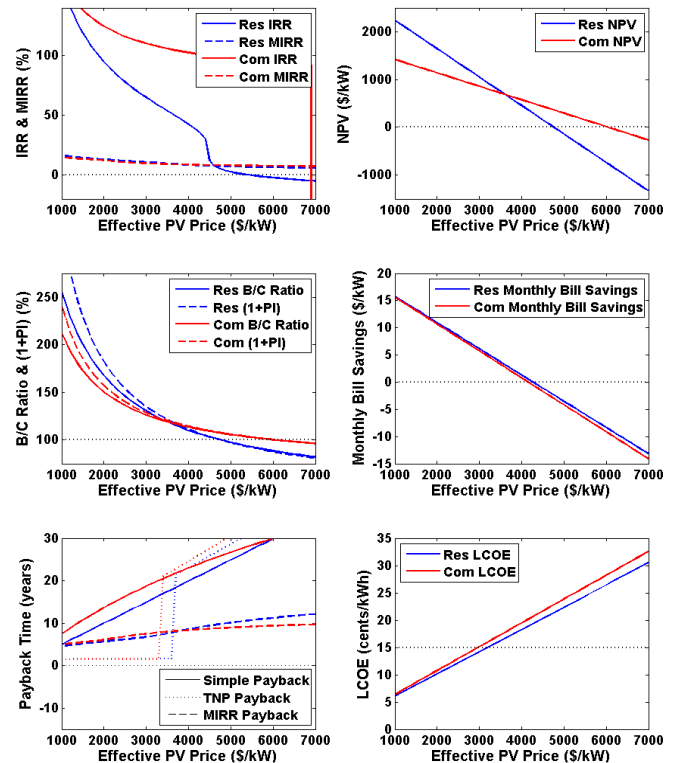 IRR & MIRR (%)
100
50
0
Res IRR
Res MIRR
Com IRR
Com MIRR
1000 2000 3000 4000 5000 6000 7000
Effective PV Price ($/kW)
NPV ($/kW)
2000
1000
0
-1000
Res NPV
Com NPV
1000 2000 3000 4000 5000 6000 7000
Effective PV Price ($/kW)
B/C Ratio & (1+PI) (%)
250
200
150
100
50
Res B/C Ratio
Res (1+PI)
Com B/C Ratio
Com (1+PI)
1000 2000 3000 4000 5000 6000 7000
Effective PV Price ($/kW)
Monthly Bill Savings ($/kW)
20
15
10
5
0
-5
-10
-15
Res Monthly Bill Savings
Com Monthly Bill Savings
1000 2000 3000 4000 5000 6000 7000
Effective PV Price ($/kW)
Payback Time (years)
30
20
10
0
-10
Simple Payback
TNP Payback
MIRR Payback
1000 2000 3000 4000 5000 6000 7000
Effective PV Price ($/kW)
LCOE (cents/kWh)
35
30
25
20
15
10
5
0
Res LCOE
Com LCOE
1000 2000 3000 4000 5000 6000 7000
Effective PV Price ($/kW)